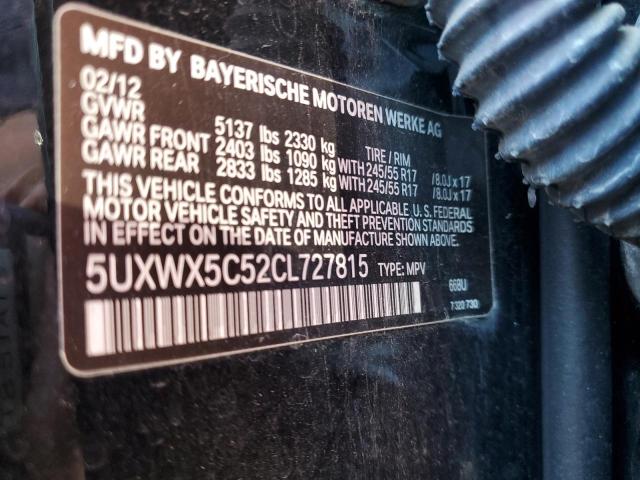 MFD BY BAYERISCHE MOTOREN WERKE AG
02/12
GVWR 5137 lbs 2330 kg TIRE / RIM
GAWR FRONT 2403 lbs 1090 kg WITH 245/55 R17 /8.0J x 17
GAWR REAR 2833 lbs 1285 kg WITH 245/55 R17 /8.0J x 17
THIS VEHICLE CONFORMS TO ALL APPLICABLE U.S. FEDERAL
MOTOR VEHICLE SAFETY AND THEFT PREVENTION STANDARDS
IN EFFECT ON THE DATE OF MANUFACTURE SHOWN ABOVE.
5UXWX5C52CL727815 TYPE: MPV 668U
7 320 730